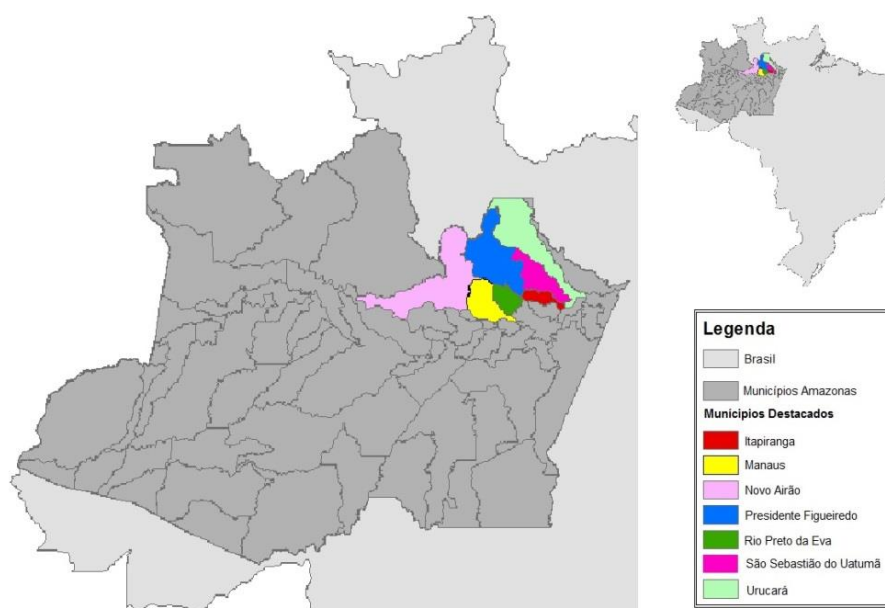 Legenda
Brasil
Municípios Amazonas
Municipios Destacados
Itapiranga
Manaus
Novo Airão
Presidente Figueiredo
Rio Preto da Eva
São Sebastião do Uatumã
Urucará